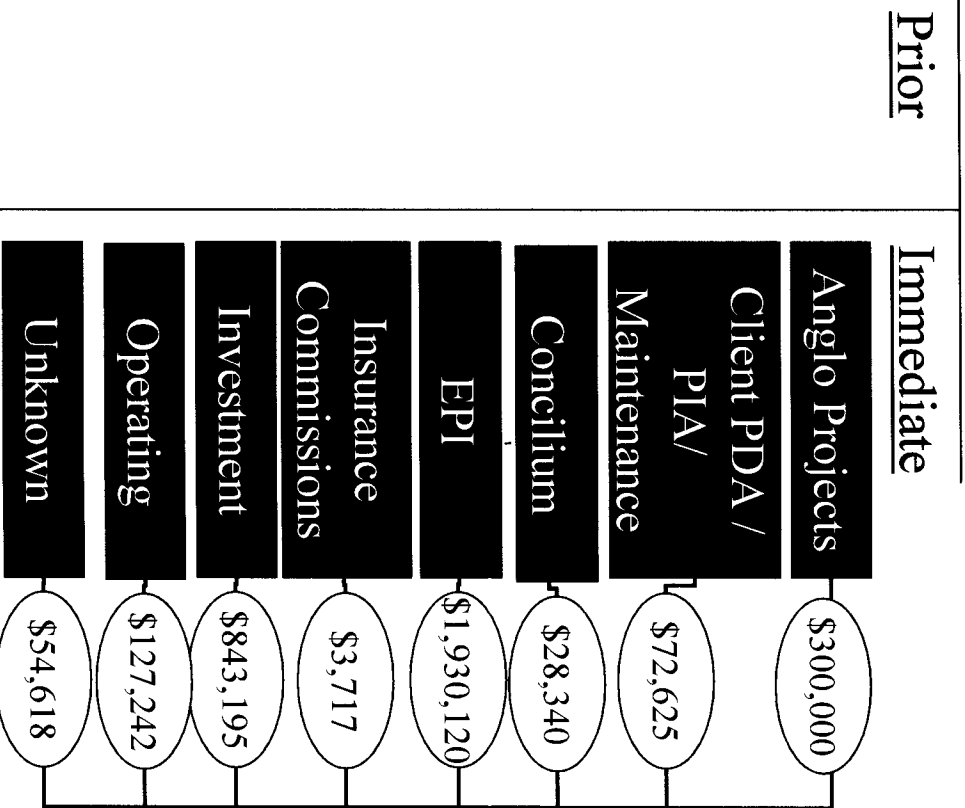 Prior
Immediate
Anglo Projects
$300,000
Client PDA /
PIA/
Maintenance
$72,625
Concilium
$28,340
EPI
$1,930,120
Insurance
Commissions
$3,717
Investment
$843,195
Operating
$127,242
Unknown
$54,618